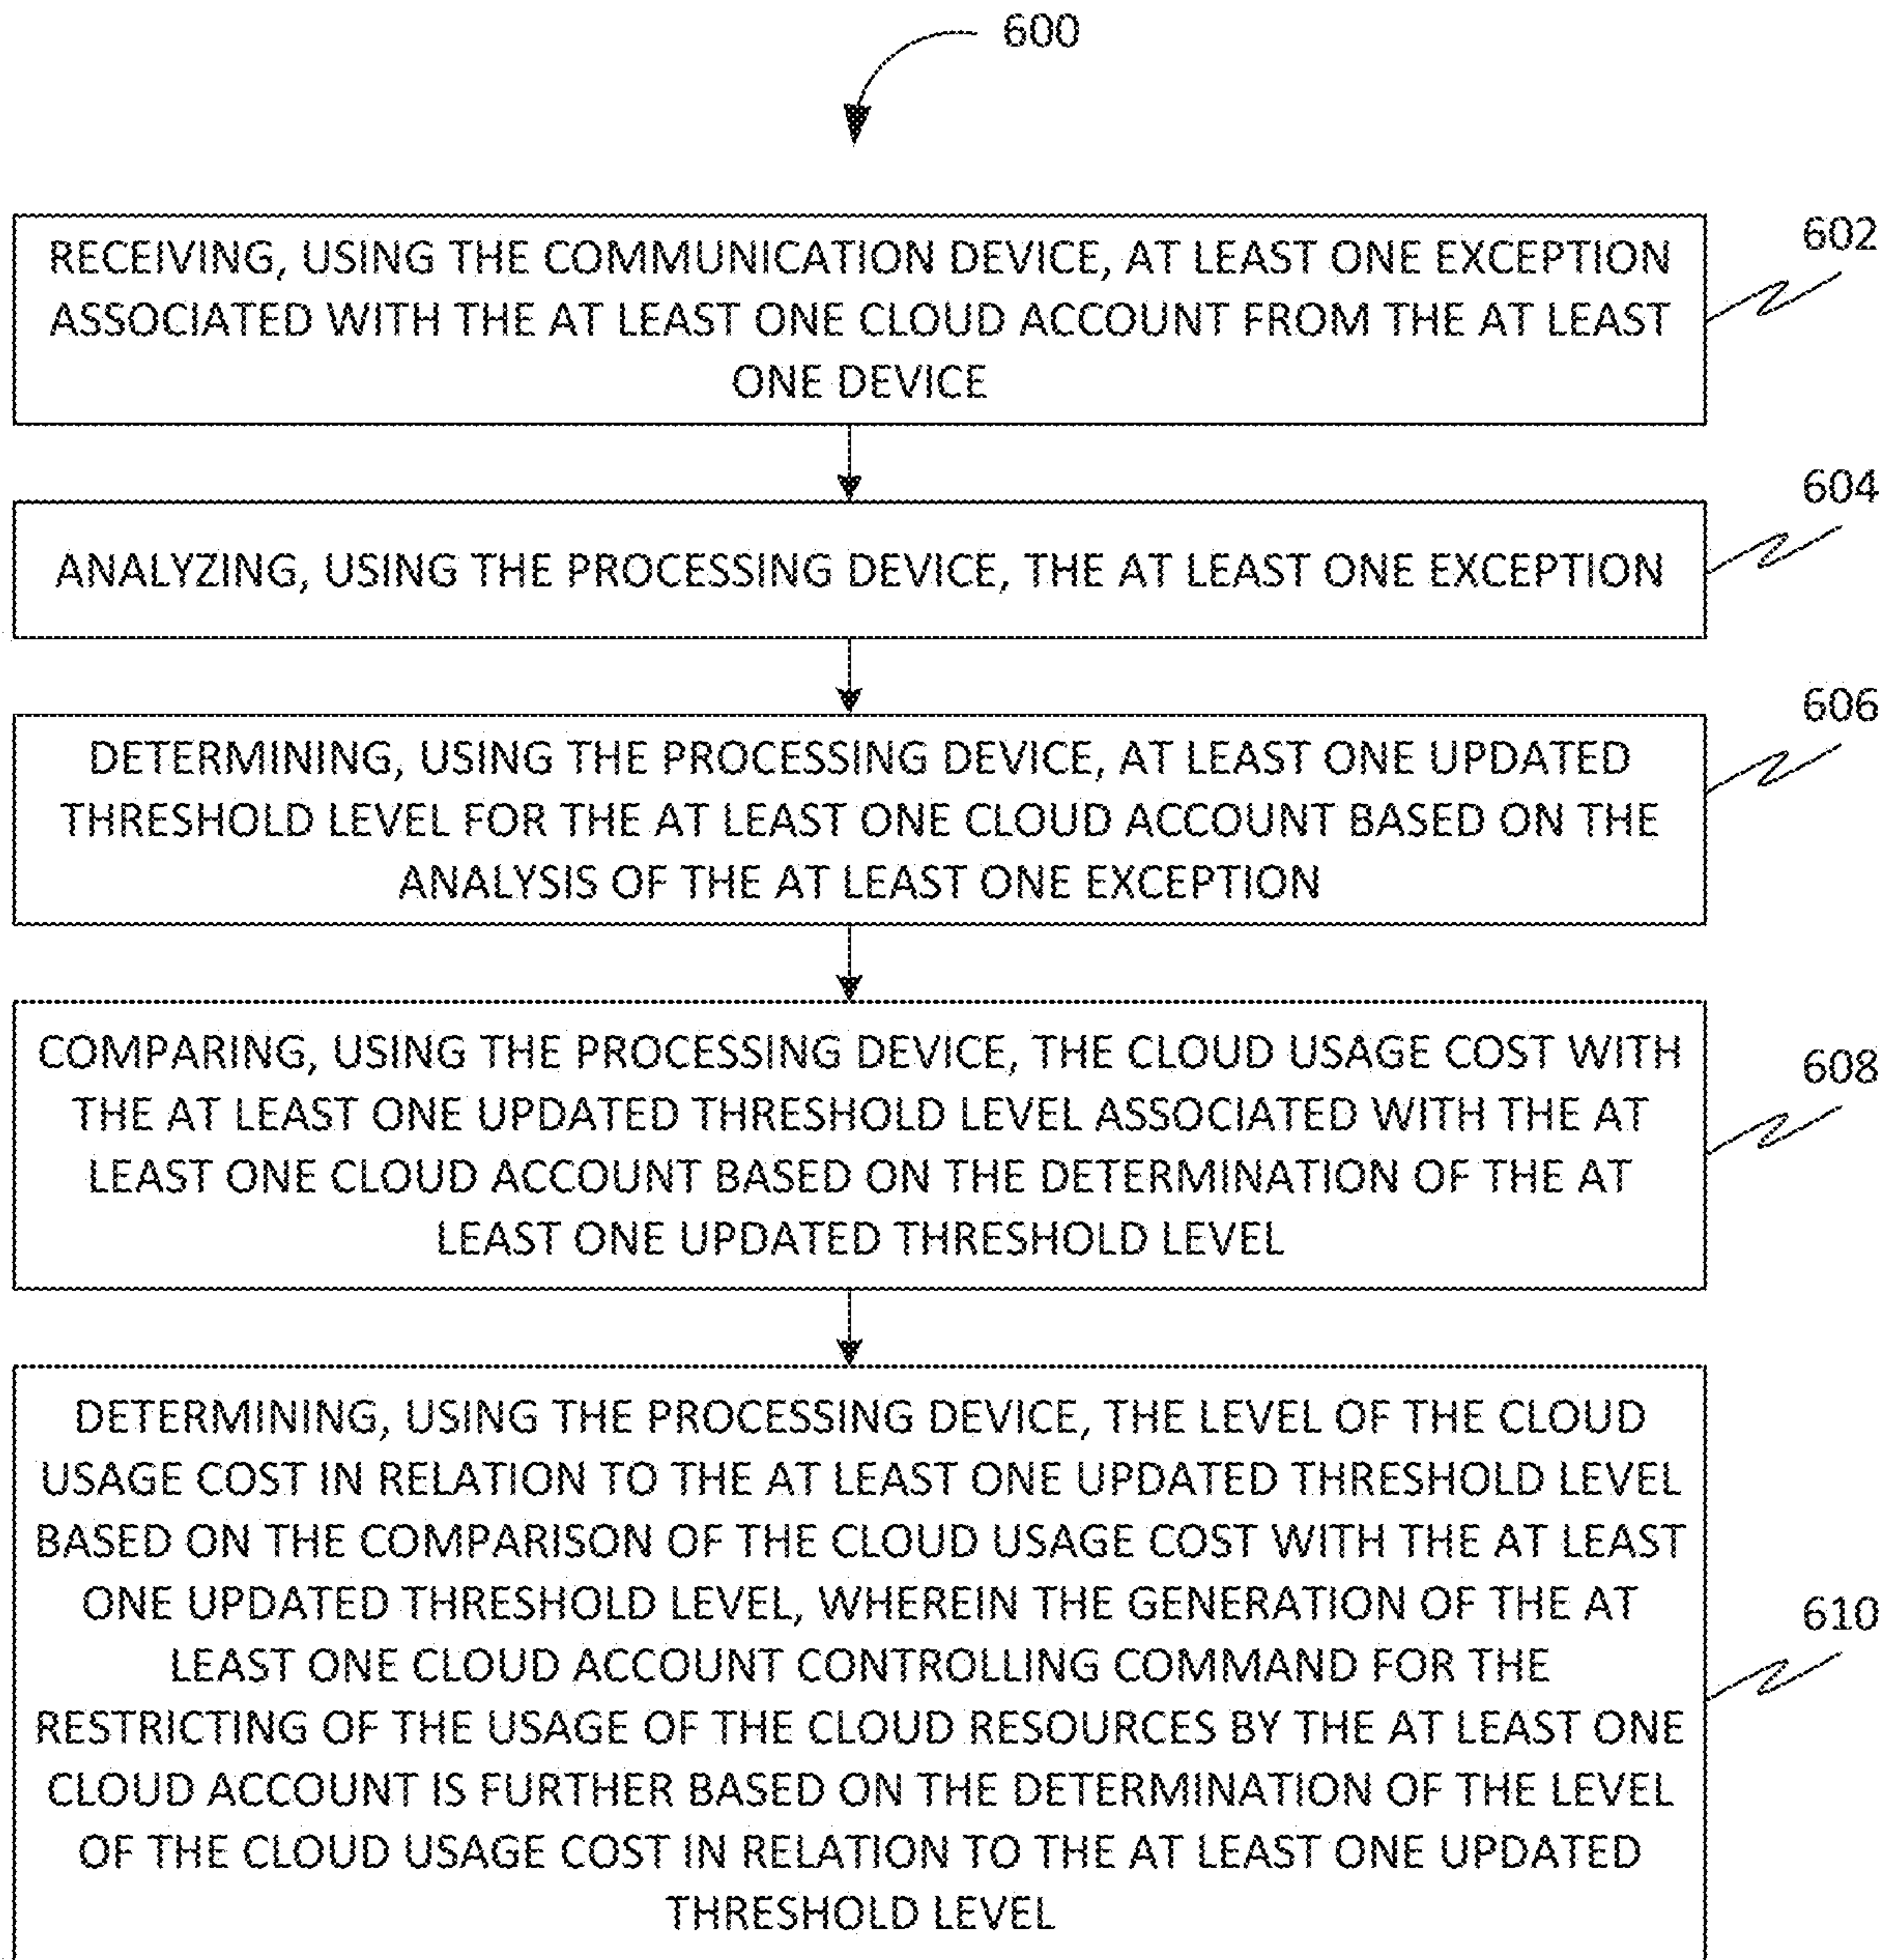 600
RECEIVING, USING THE COMMUNICATION DEVICE, AT LEAST ONE EXCEPTION
ASSOCIATED WITH THE AT LEAST ONE CLOUD ACCOUNT FROM THE AT LEAST
ONE DEVICE
602
ANALYZING, USING THE PROCESSING DEVICE, THE AT LEAST ONE EXCEPTION
604
DETERMINING, USING THE PROCESSING DEVICE, AT LEAST ONE UPDATED
THRESHOLD LEVEL FOR THE AT LEAST ONE CLOUD ACCOUNT BASED ON THE
ANALYSIS OF THE AT LEAST ONE EXCEPTION
606
COMPARING, USING THE PROCESSING DEVICE, THE CLOUD USAGE COST WITH
THE AT LEAST ONE UPDATED THRESHOLD LEVEL ASSOCIATED WITH THE AT
LEAST ONE CLOUD ACCOUNT BASED ON THE DETERMINATION OF THE AT
LEAST ONE UPDATED THRESHOLD LEVEL
608
DETERMINING, USING THE PROCESSING DEVICE, THE LEVEL OF THE CLOUD
USAGE COST IN RELATION TO THE AT LEAST ONE UPDATED THRESHOLD LEVEL
BASED ON THE COMPARISON OF THE CLOUD USAGE COST WITH THE AT LEAST
ONE UPDATED THRESHOLD LEVEL, WHEREIN THE GENERATION OF THE AT
LEAST ONE CLOUD ACCOUNT CONTROLLING COMMAND FOR THE
RESTRICTING OF THE USAGE OF THE CLOUD RESOURCES BY THE AT LEAST ONE
CLOUD ACCOUNT IS FURTHER BASED ON THE DETERMINATION OF THE LEVEL
OF THE CLOUD USAGE COST IN RELATION TO THE AT LEAST ONE UPDATED
THRESHOLD LEVEL
610